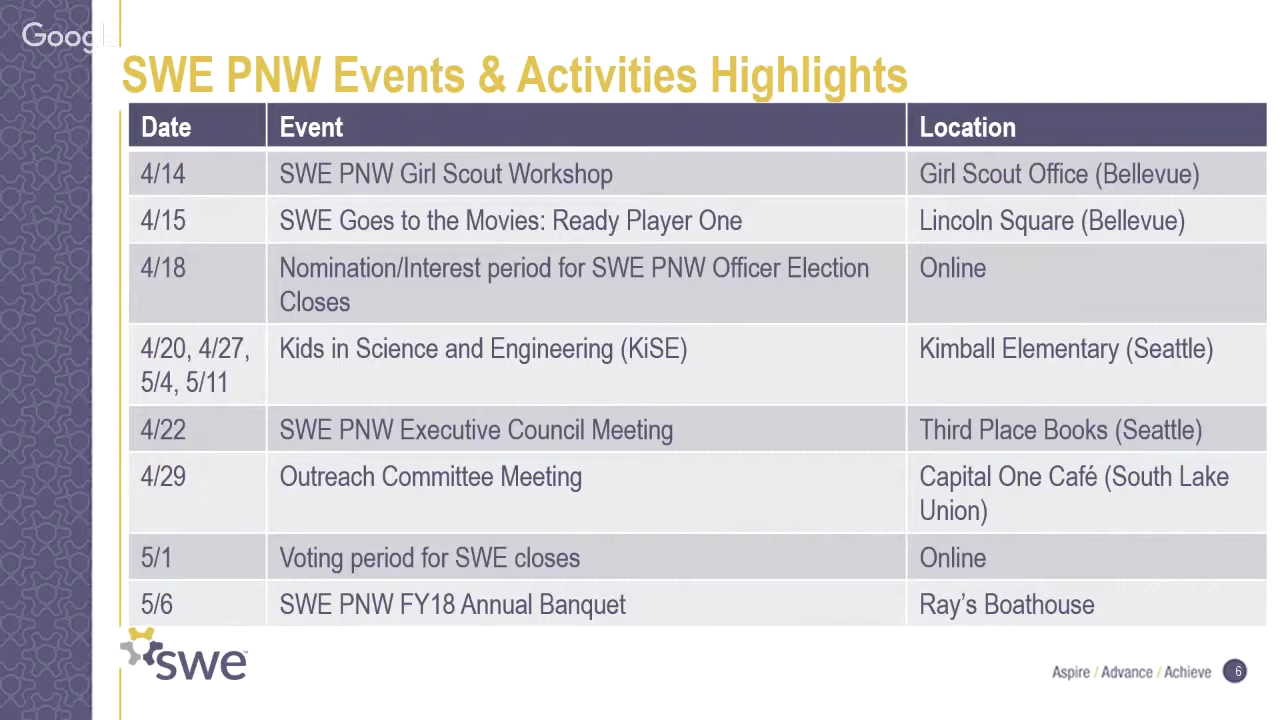 Google
SWE PNW Events & Activities Highlights
Date Event Location
4/14 SWE PNW Girl Scout Workshop Girl Scout Office (Bellevue)
4/15 SWE Goes to the Movies: Ready Player One Lincoln Square (Bellevue)
4/18 Nomination/Interest period for SWE PNW Officer Election Online
Closes
4/20, 4/27, Kids in Science and Engineering (KiSE) Kimball Elementary (Seattle)
5/4, 5/11
4/22 SWE PNW Executive Council Meeting Third Place Books (Seattle)
4/29 Outreach Committee Meeting Capital One Café (South Lake
Union)
5/1 Voting period for SWE closes Online
5/6 SWE PNW FY18 Annual Banquet Ray’s Boathouse
swe
Aspire / Advance / Achieve 6